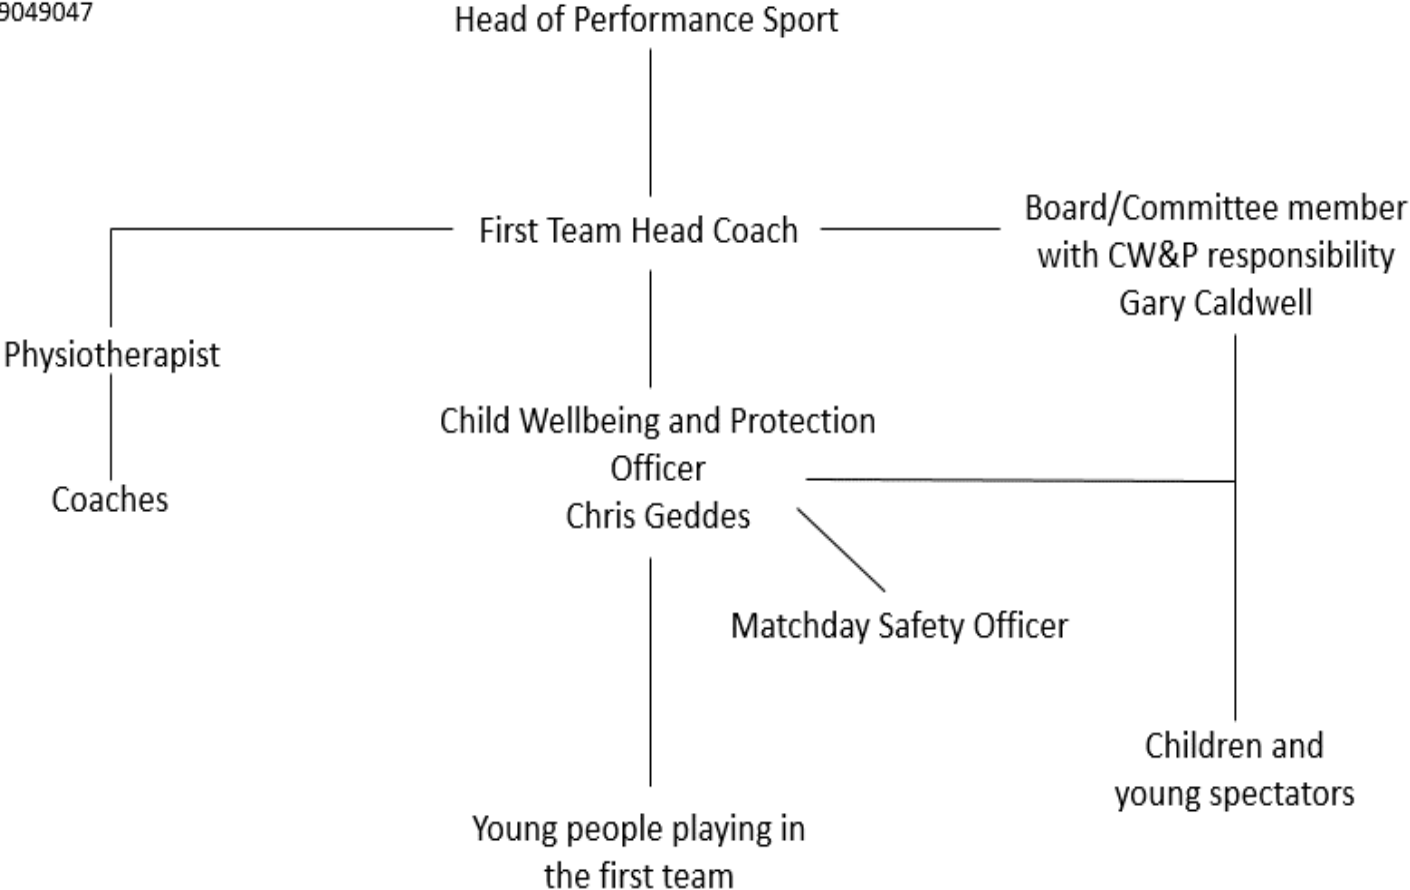 9049047
Head of Performance Sport
First Team Head Coach
Board/Committee member
with CW&P responsibility
Gary Caldwell
Physiotherapist
Coaches
Child Wellbeing and Protection
Officer
Chris Geddes
Matchday Safety Officer
Children and
young spectators
Young people playing in
the first team